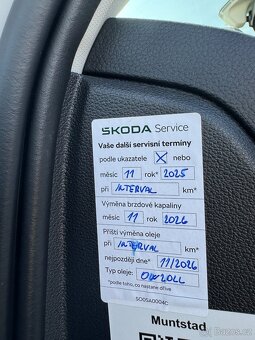 ŠKODA Service
Vaše další servisní termíny
podle ukazatele X nebo
měsíc 11 rok* 2025
při INTERVAL km*
Výměna brzdové kapaliny
měsíc 11 rok 2026
Příští výměna oleje
při INTERVAL km*
nejpozději dne* 11/2026
Typ oleje: 0W20LL
*podle toho, co nastane dříve
Muntstad